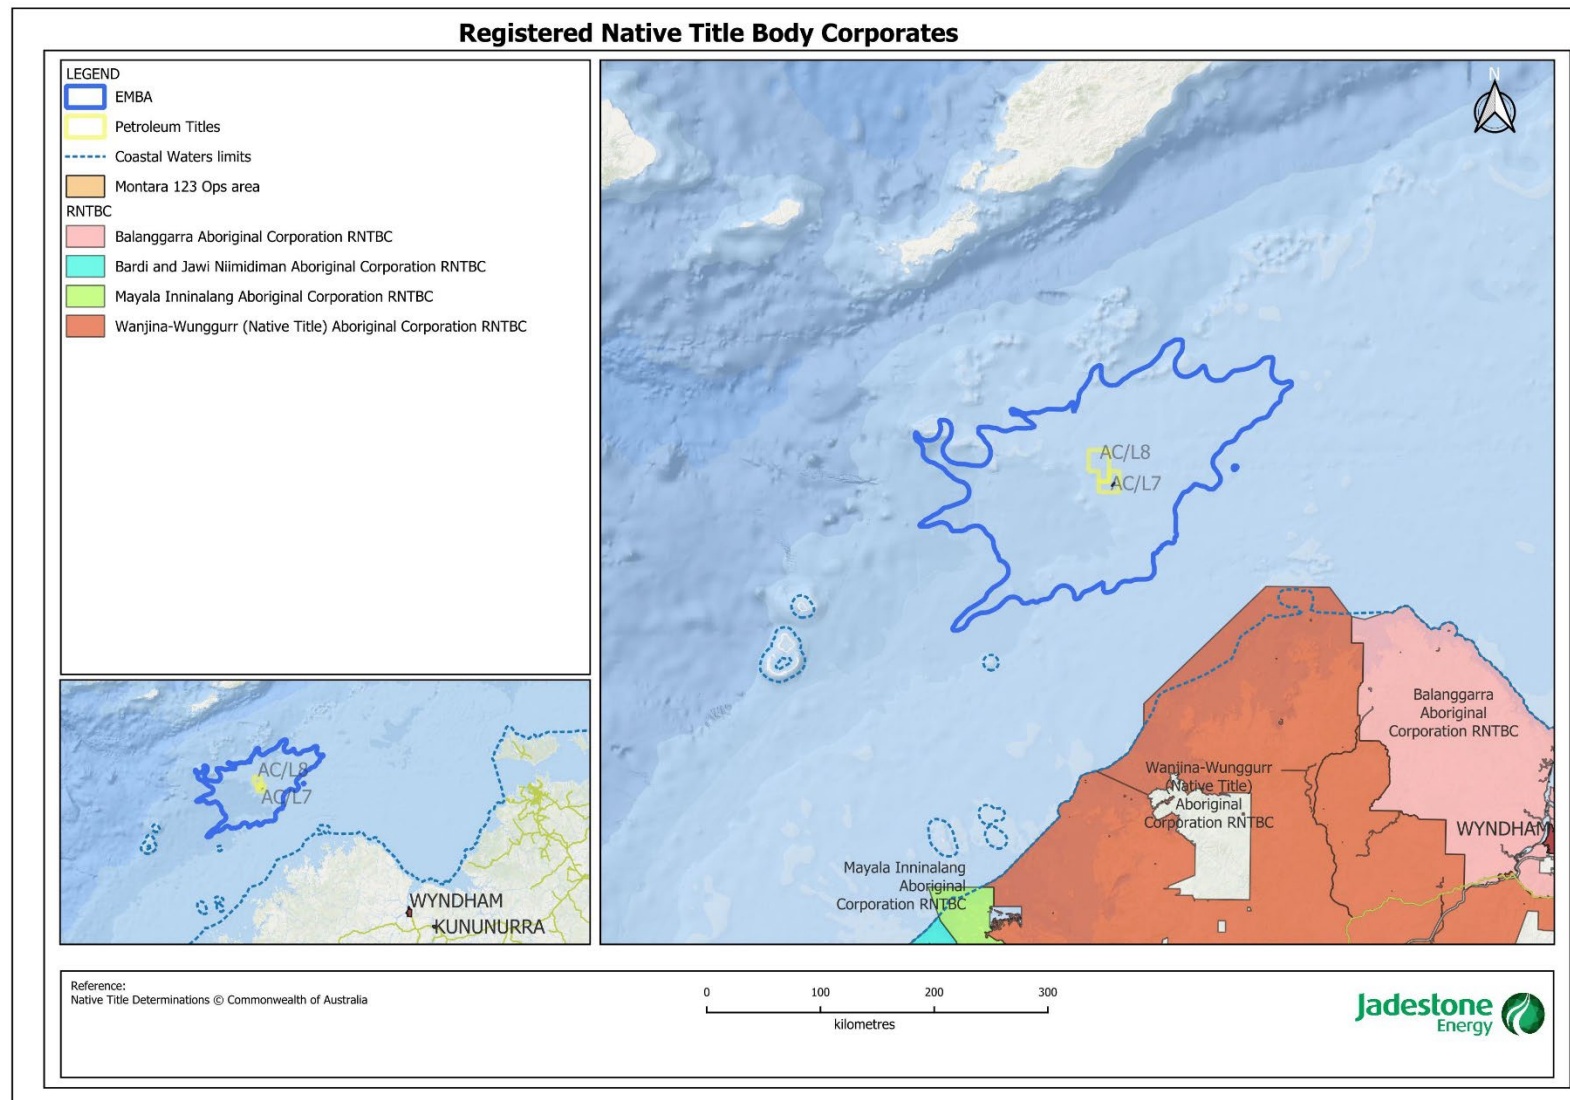 Registered Native Title Body Corporates
LEGEND
EMBA
Petroleum Titles
Coastal Waters limits
Montara 123 Ops area
RNTBC
Balanggarra Aboriginal Corporation RNTBC
Bardi and Jawi Niimidiman Aboriginal Corporation RNTBC
Mayala Inninalang Aboriginal Corporation RNTBC
Wanjina-Wunggurr (Native Title) Aboriginal Corporation RNTBC
N
AC/L8
AC/L7
Balanggarra
Aboriginal
Corporation RNTBC
Wanjina-Wunggurr
(Native Title)
Aboriginal
Corporation RNTBC
WYNDHAM
Mayala Inninalang
Aboriginal
Corporation RNTBC
AC/L8
AC/L7
WYNDHAM
KUNUNURRA
Reference:
Native Title Determinations © Commonwealth of Australia
0 100 200 300
kilometres
Jadestone
Energy